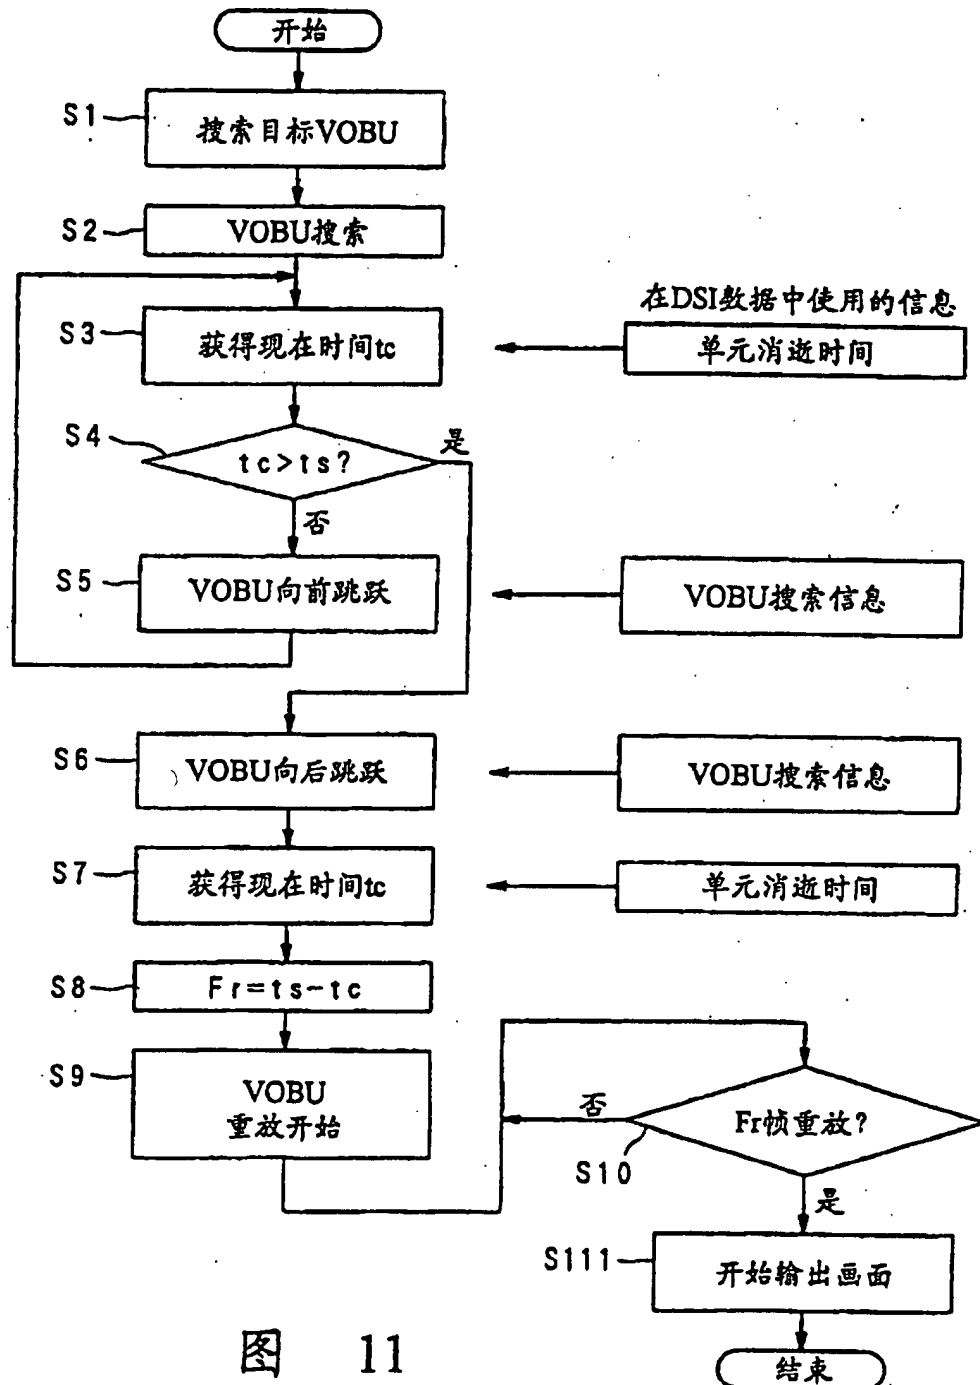 开始
S1
搜索目标VOBU
S2
VOBU搜索
在DSI数据中使用的信息
S3
获得现在时间tc
单元消逝时间
S4
tc>ts?
是
否
S5
VOBU向前跳跃
VOBU搜索信息
S6
VOBU向后跳跃
VOBU搜索信息
S7
获得现在时间tc
单元消逝时间
S8
Fr=ts-tc
S9
VOBU
重放开始
否
Fr帧重放?
S10
是
S111
开始输出画面
结束
图 11